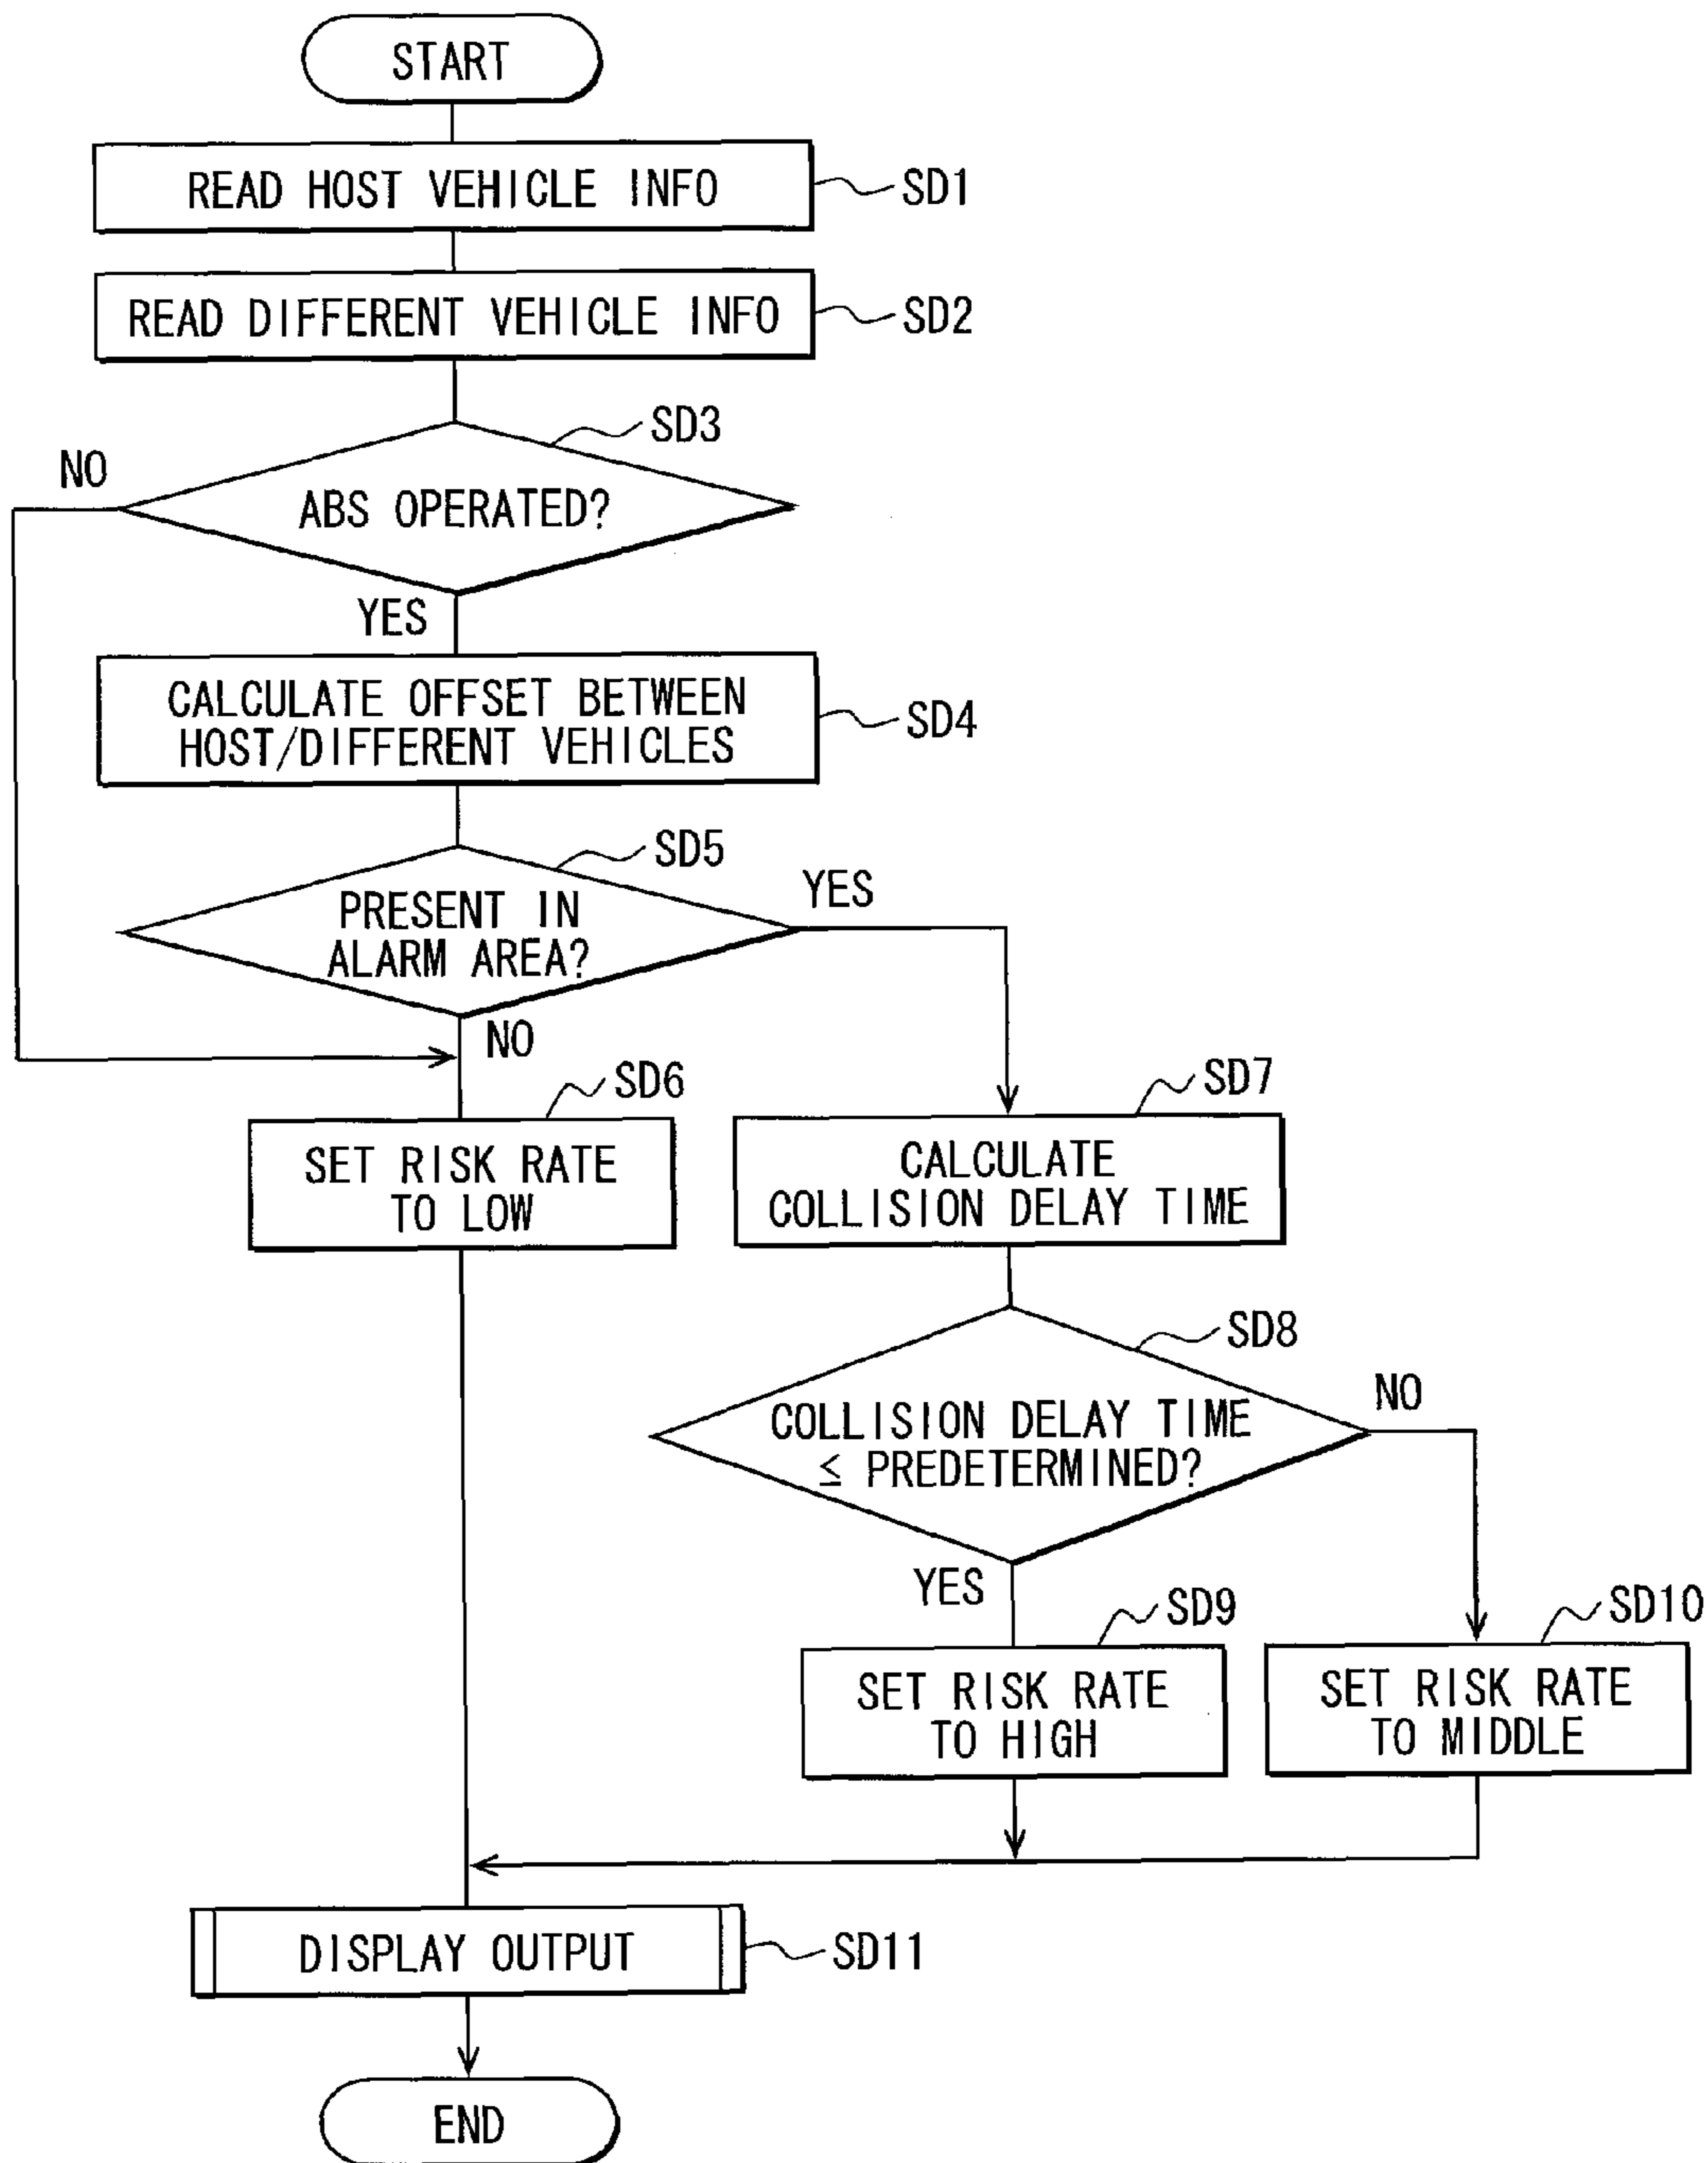 START
READ HOST VEHICLE INFO
SD1
READ DIFFERENT VEHICLE INFO
SD2
SD3
NO
ABS OPERATED?
YES
CALCULATE OFFSET BETWEEN
HOST/DIFFERENT VEHICLES
SD4
SD5
YES
PRESENT IN
ALARM AREA?
NO
SD6
SET RISK RATE
TO LOW
SD7
CALCULATE
COLLISION DELAY TIME
SD8
NO
COLLISION DELAY TIME
≤ PREDETERMINED?
YES
SD9
SET RISK RATE
TO HIGH
SD10
SET RISK RATE
TO MIDDLE
DISPLAY OUTPUT
SD11
END